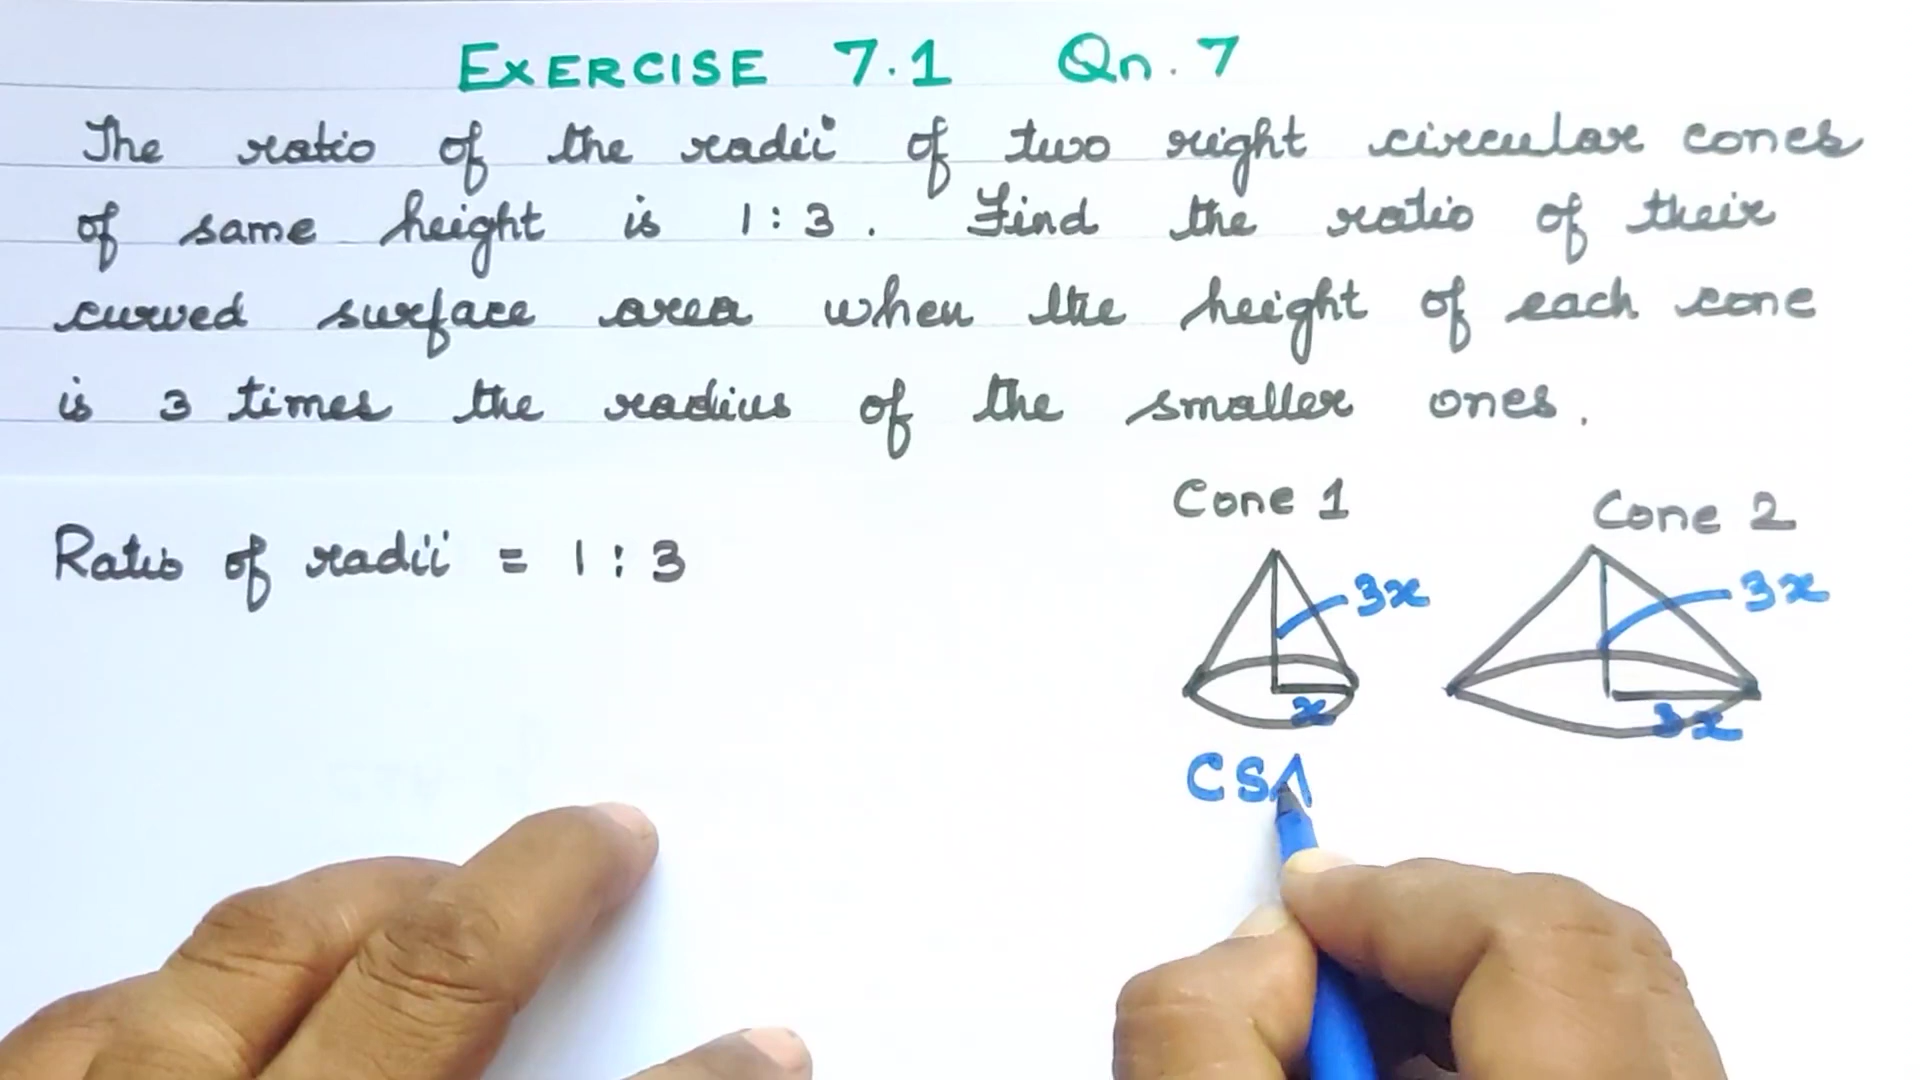 EXERCISE 7.1 Qn. 7
The ratio of the radii of two right circular cones
of same height is 1 : 3 . Find the ratio of their
curved surface area when the height of each cone
is 3 times the radius of the smaller ones.
Ratio of radii = 1 : 3
Cone 1
Cone 2
3x
3x
x
3x
CSA